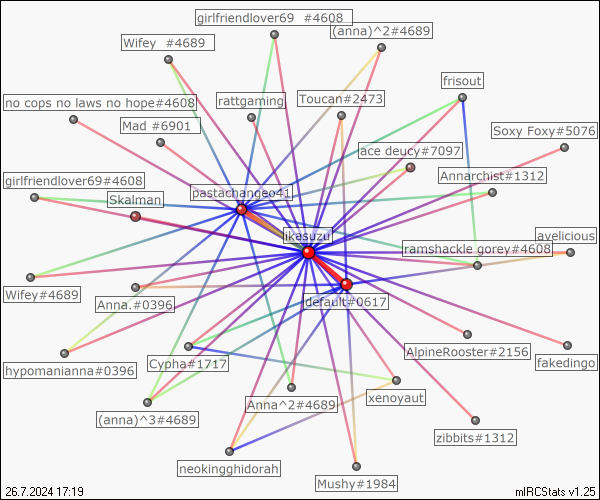 girlfriendlover69 #4608
(anna)^2#4689
Wifey #4689
frisout
no cops no laws no hope#4608
rattgaming
Toucan#2473
Mad #6901
Soxy Foxy#5076
ace deucy#7097
Annarchist#1312
girlfriendlover69#4608
Skalman
pastachangeo41
ikasuzu
avelicious
ramshackle gorey#4608
Wifey#4689
Anna.#0396
default#0617
AlpineRooster#2156
fakedingo
hypomanianna#0396
Cypha#1717
xenoyaut
Anna^2#4689
(anna)^3#4689
zibbits#1312
neokingghidorah
Mushy#1984
26.7.2024 17:19
mIRCStats v1.25